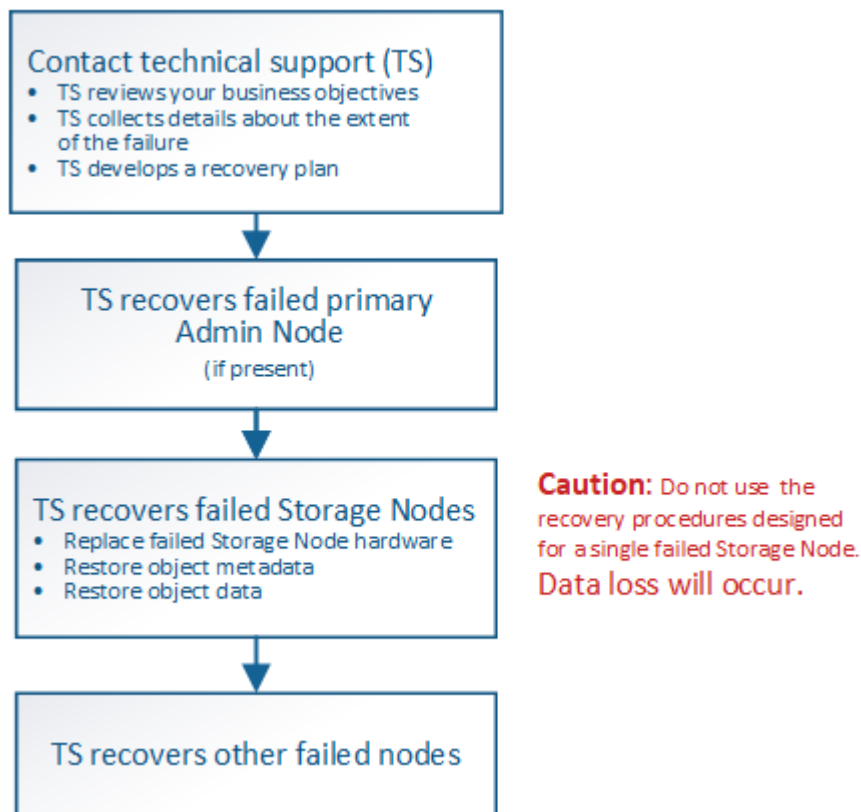 Contact technical support (TS)
• TS reviews your business objectives
• TS collects details about the extent
of the failure
• TS develops a recovery plan
TS recovers failed primary
Admin Node
(if present)
TS recovers failed Storage Nodes
• Replace failed Storage Node hardware
• Restore object metadata
• Restore object data
Caution: Do not use the
recovery procedures designed
for a single failed Storage Node.
Data loss will occur.
TS recovers other failed nodes